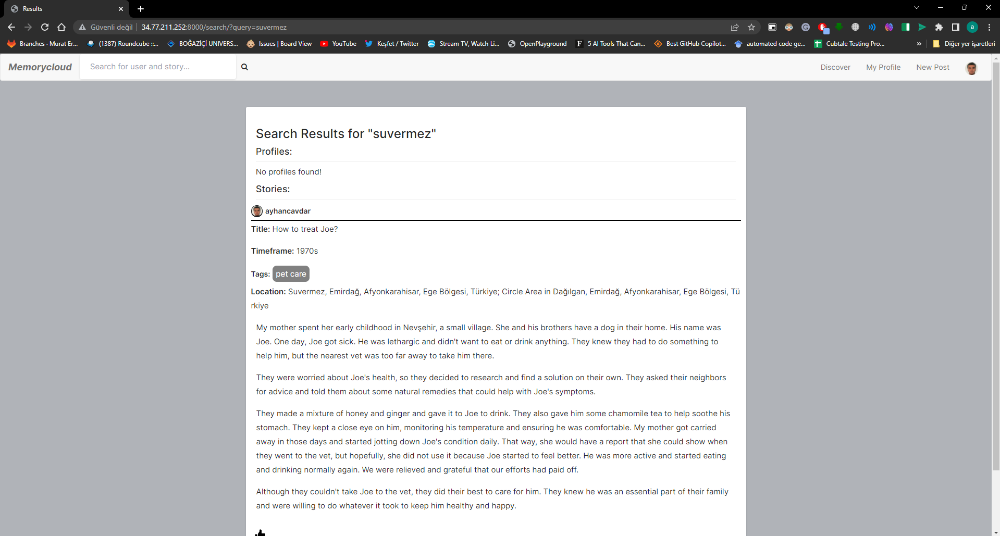 Results
Güvenli değil
34.77.211.252:8000/search/?query=suvermez
a
Branches · Murat Er...
(1387) Roundcube ::...
BOĞAZİÇİ UNIVERS...
Issues | Board View
YouTube
Keşfet / Twitter
Stream TV, Watch Li...
OpenPlayground
F 5 AI Tools That Can...
Best GitHub Copilot...
automated code ge...
Cubtale Testing Pro...
»
Diğer yer işaretleri
Memorycloud
Search for user and story...
Discover
My Profile
New Post
Search Results for "suvermez"
Profiles:
No profiles found!
Stories:
ayhancavdar
Title: How to treat Joe?
Timeframe: 1970s
Tags: pet care
Location: Suvermez, Emirdağ, Afyonkarahisar, Ege Bölgesi, Türkiye; Circle Area in Dağılgan, Emirdağ, Afyonkarahisar, Ege Bölgesi, Tü
rkiye
My mother spent her early childhood in Nevşehir, a small village. She and his brothers have a dog in their home. His name was
Joe. One day, Joe got sick. He was lethargic and didn't want to eat or drink anything. They knew they had to do something to
help him, but the nearest vet was too far away to take him there.
They were worried about Joe's health, so they decided to research and find a solution on their own. They asked their neighbors
for advice and told them about some natural remedies that could help with Joe's symptoms.
They made a mixture of honey and ginger and gave it to Joe to drink. They also gave him some chamomile tea to help soothe his
stomach. They kept a close eye on him, monitoring his temperature and ensuring he was comfortable. My mother got carried
away in those days and started jotting down Joe's condition daily. That way, she would have a report that she could show when
they went to the vet, but hopefully, she did not use it because Joe started to feel better. He was more active and started eating
and drinking normally again. We were relieved and grateful that our efforts had paid off.
Although they couldn't take Joe to the vet, they did their best to care for him. They knew he was an essential part of their family
and were willing to do whatever it took to keep him healthy and happy.